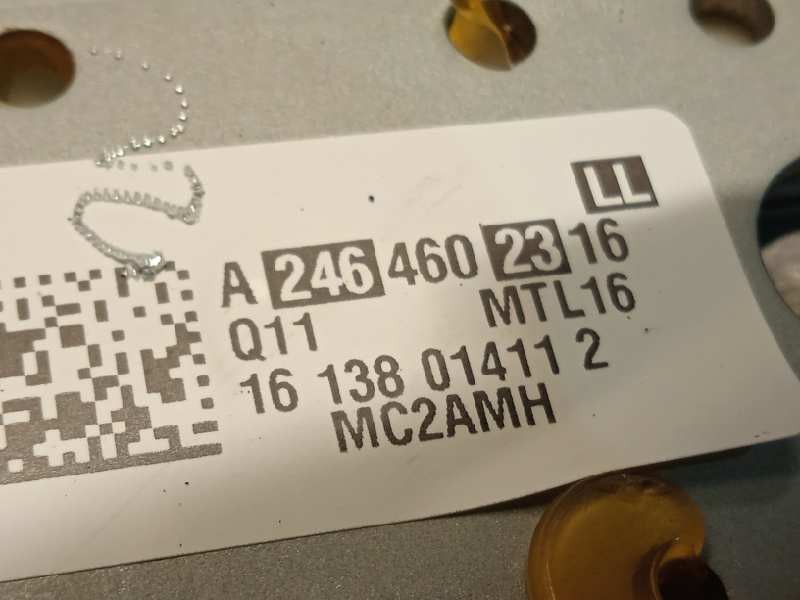 LL
A 246 460 23 16
Q11 MTL16
16 138 01411 2
MC2AMH